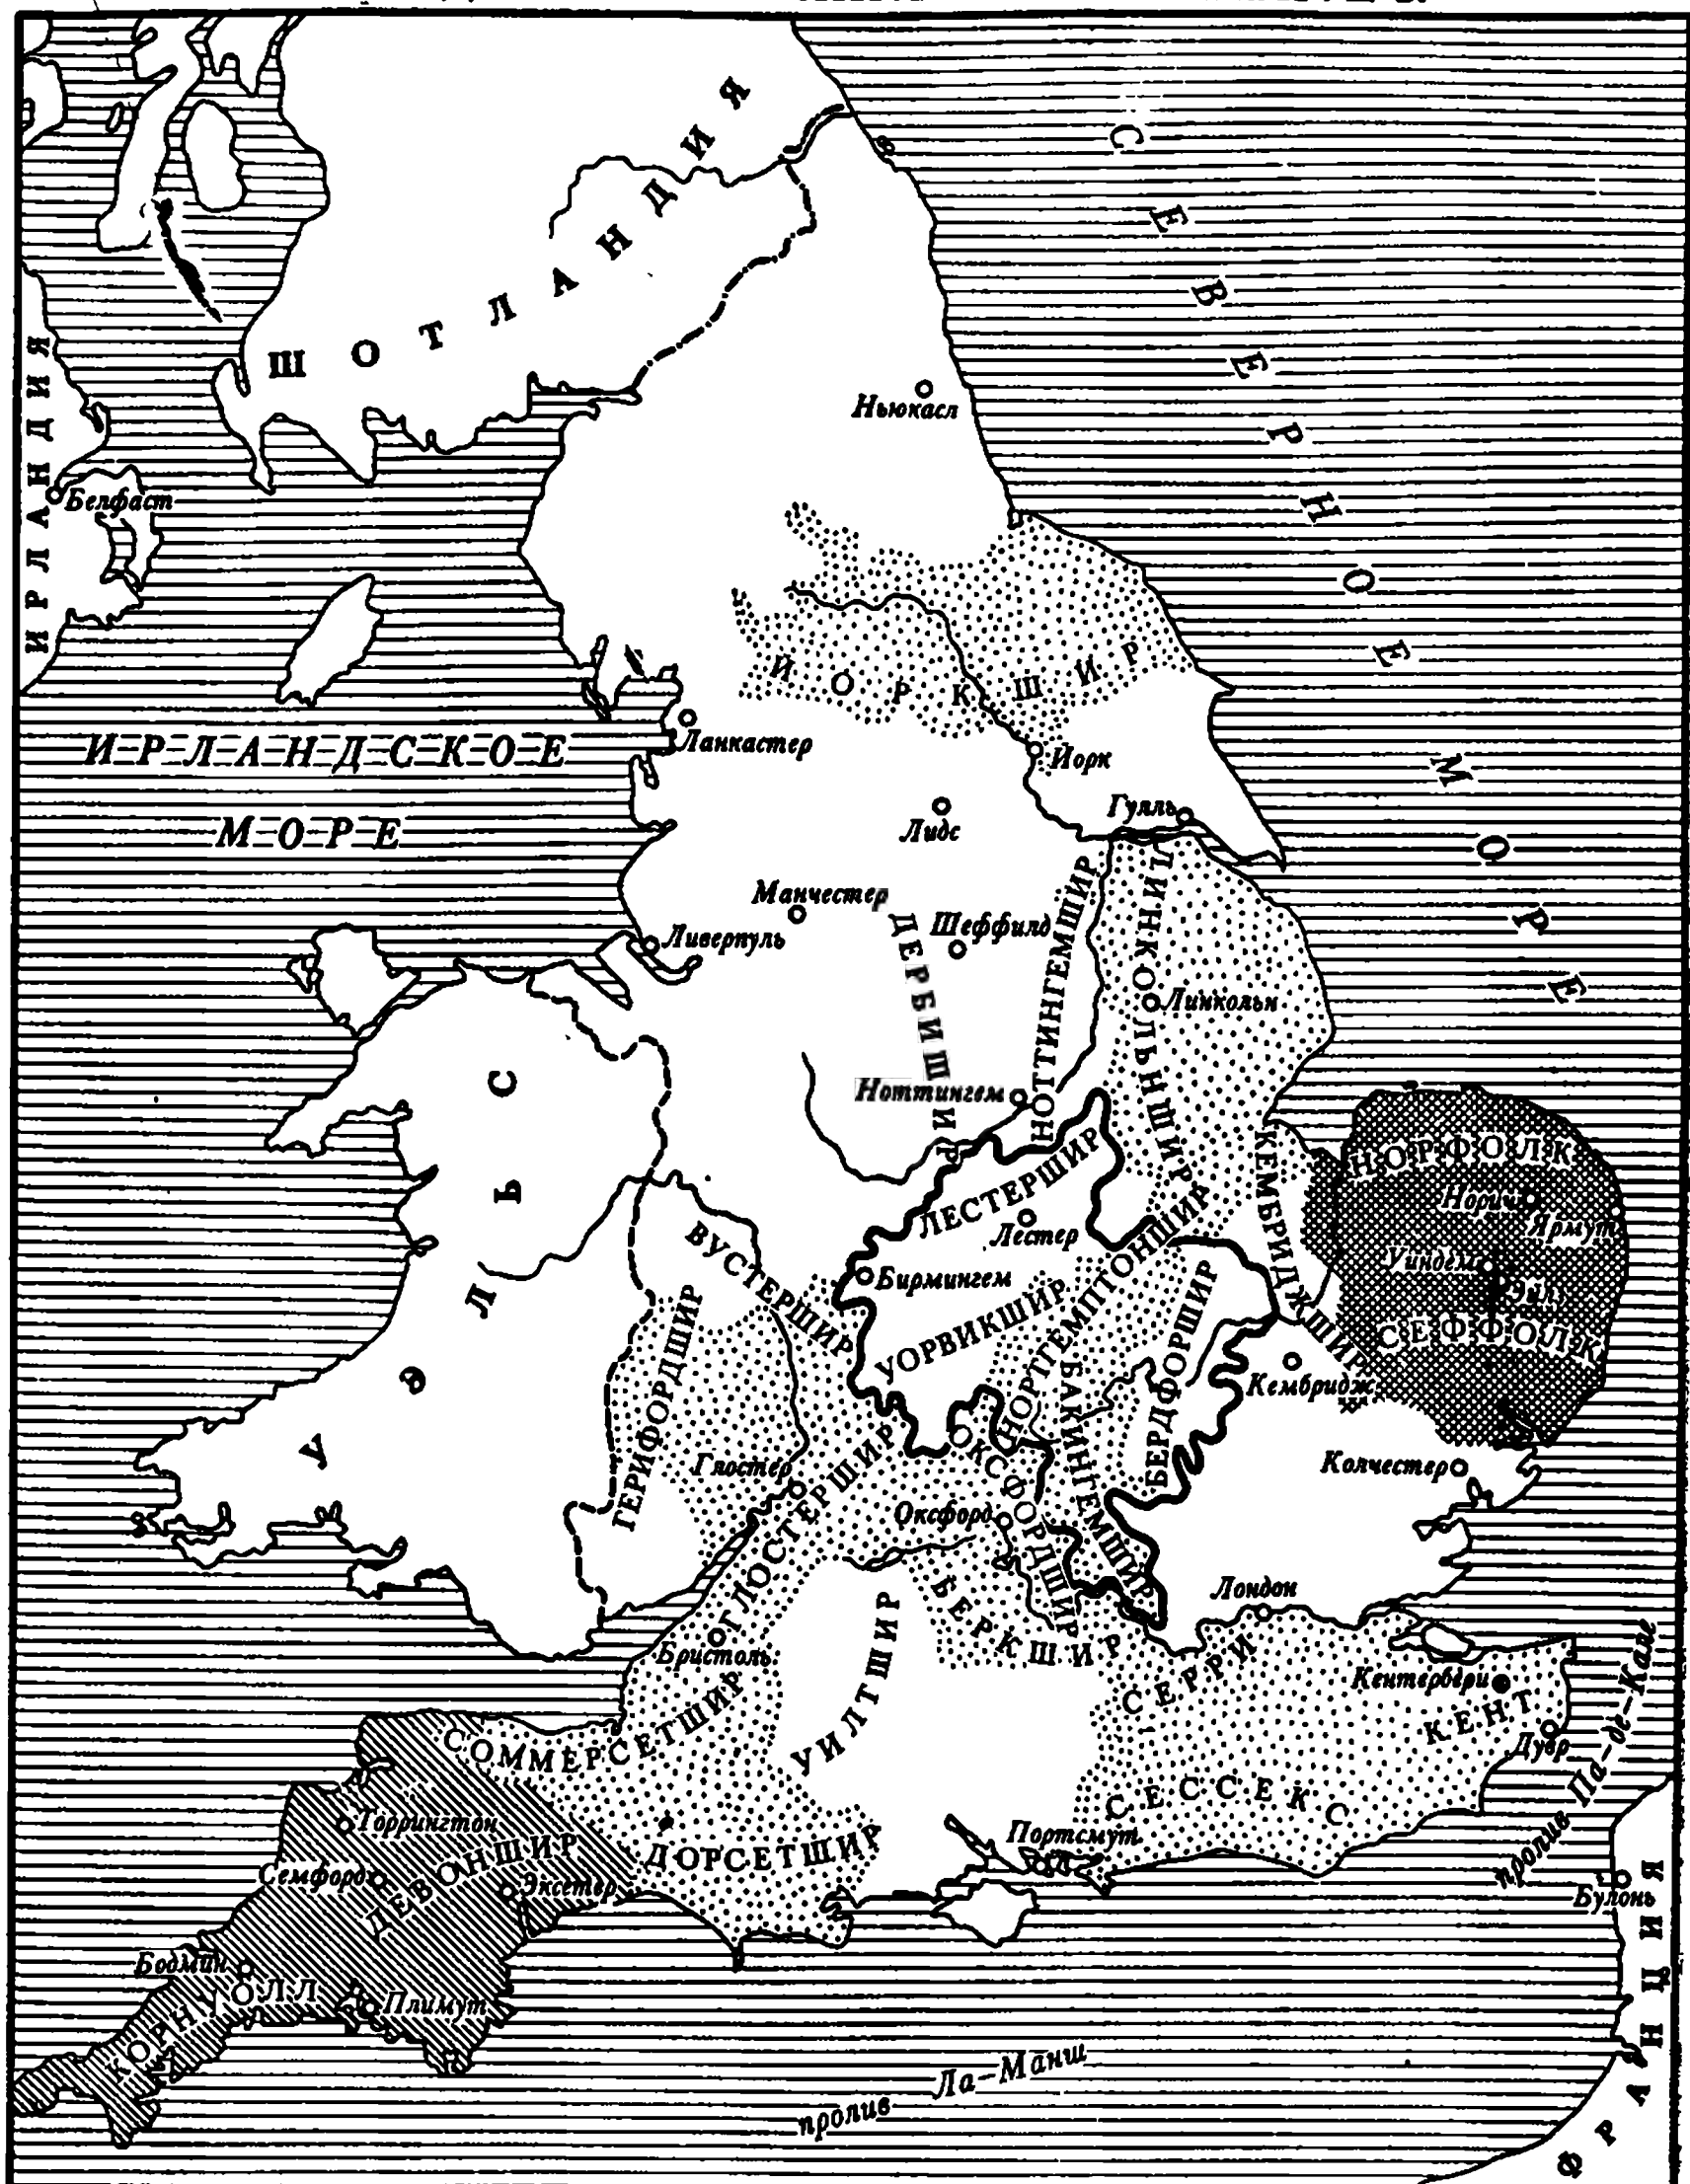 ШОТЛАНДИЯ
СЕВЕРНОЕ МОРЕ
ИРЛАНДИЯ
Белфаст
Ньюкасл
ЙОРКШИР
ИРЛАНДСКОЕ
МОРЕ
Ланкастер
Йорк
Лидс
Гулль
Манчестер
Шеффилд
Ливерпуль
ДЕРБИШИР
НОТТИНГЕМШИР
ЛИНКОЛЬНШИР
Линкольн
Ноттингем
УЭЛЬС
ЛЕСТЕРШИР
Лестер
КЕМБРИДЖШИР
НОРФОЛК
Норич
Ярмут
Уиндем
Эйл
СЕФФОЛК
ВУСТЕРШИР
Бирмингем
УОРВИКШИР
НОРТГЕМПТОНШИР
БЕРДФОРШИР
БАКИНГЕМШИР
ГЕРИФОРДШИР
Кембридж
Глостер
ГЛОСТЕРШИР
ОКСФОРДШИР
Оксфорд
Колчестер
БЕРКШИР
Лондон
УИЛТШИР
Бристоль
СЕРРИ
Кентербери
КЕНТ
Дувр
пролив Па-де-Кале
СОММЕРСЕТШИР
СЕССЕКС
Торрингтон
ДЕВОНШИР
ДОРСЕТШИР
Портсмут
Семфорд
Эксетер
Булонь
Бодмин
КОРНУОЛЛ
Плимут
пролив Ла-Манш
ФРАНЦИЯ